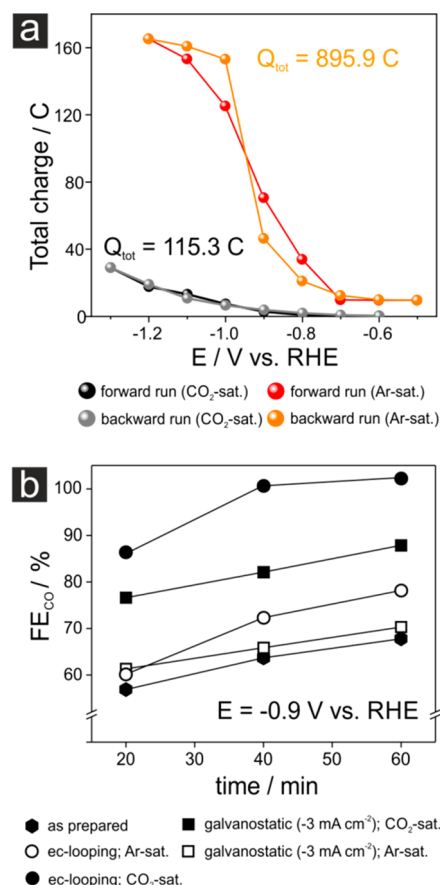 a
160
120
80
40
0
Total charge / C
Qtot = 895.9 C
Qtot = 115.3 C
-1.2 -1.0 -0.8 -0.6
E / V vs. RHE
forward run (CO2-sat.) forward run (Ar-sat.)
backward run (CO2-sat.) backward run (Ar-sat.)
b
100
90
80
70
60
FECO / %
E = -0.9 V vs. RHE
20 30 40 50 60
time / min
as prepared galvanostatic (-3 mA cm-2); CO2-sat.
ec-looping; Ar-sat. galvanostatic (-3 mA cm-2); Ar-sat.
ec-looping; CO2-sat.